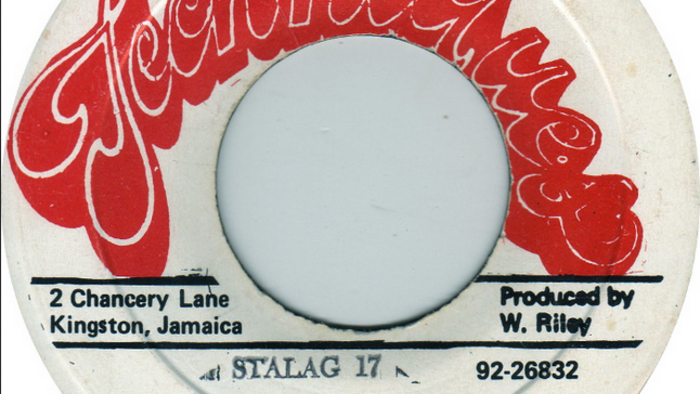 Techniques
2 Chancery Lane
Kingston, Jamaica
Produced by
W. Riley
STALAG 17
92-26832